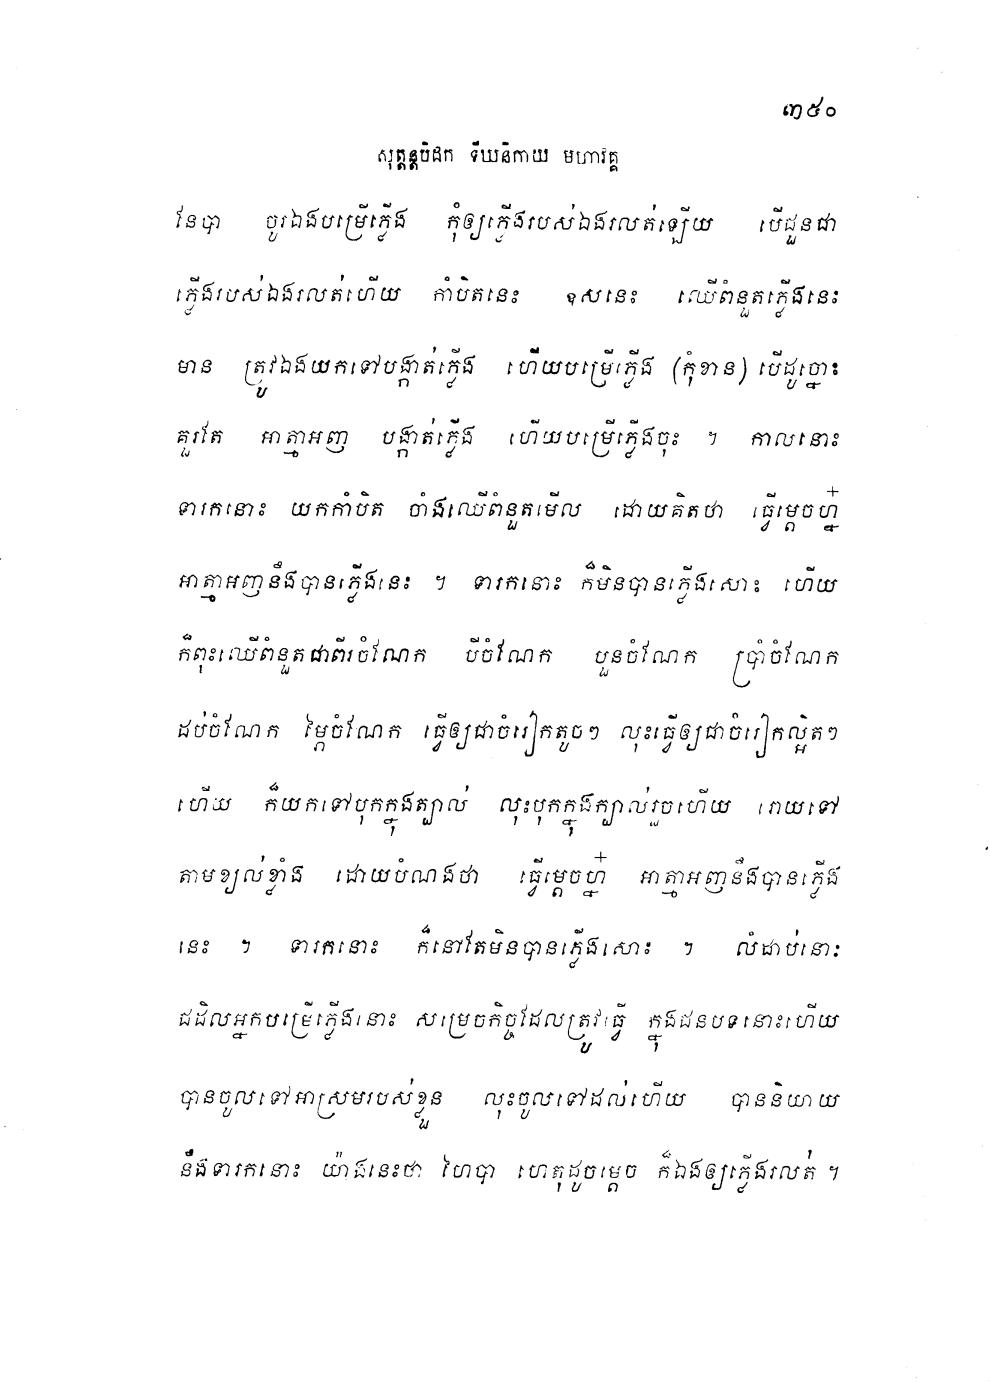 ៣៥០
សុត្តន្តបិដក ទីឃនិកាយ មហាវគ្គ
នែបា ចូរឯងបម្រើភ្លើង កុំឲ្យភ្លើងរបស់ឯងរលត់ឡើយ បើដូនជា
ភ្លើងរបស់ឯងរលត់ហើយ កាំបិតនេះ ឧសនេះ ឈើពំនួតភ្លើងនេះ
មាន ត្រូវឯងយកទៅបង្កាត់ភ្លើង ហើយបម្រើភ្លើង (កុំខាន) បើដូច្នោះ
គួរតែ អាត្មាអញ បង្កាត់ភ្លើង ហើយបម្រើភ្លើងចុះ ។ កាលនោះ
ទារកនោះ យកកាំបិត ចាំងឈើពំនួតមើល ដោយគិតថា ធ្វើម្តេចហ្ន៎
អាត្មាអញនឹងបានភ្លើងនេះ ។ ទារកនោះ ក៏មិនបានភ្លើងសោះ ហើយ
ក៏ពុះឈើពំនួតជាពីរចំណែក បីចំណែក បួនចំណែក ប្រាំចំណែក
ដប់ចំណែក ម្ភៃចំណែក ធ្វើឲ្យជាចំរៀកតូចៗ លុះធ្វើឲ្យជាចំរៀកល្អិតៗ
ហើយ ក៏យកទៅបុកក្នុងត្បាល់ លុះបុកក្នុងត្បាល់រួចហើយ រោយទៅ
តាមខ្យល់ខ្លាំង ដោយបំណងថា ធ្វើម្តេចហ្ន៎ អាត្មាអញនឹងបានភ្លើង
នេះ ។ ទារកនោះ ក៏នៅតែមិនបានភ្លើងសោះ ។ លំដាប់នោះ
ជដិលអ្នកបម្រើភ្លើងនោះ សម្រេចកិច្ចដែលត្រូវធ្វើ ក្នុងជនបទនោះហើយ
បានចូលទៅអាស្រមរបស់ខ្លួន លុះចូលទៅដល់ហើយ បាននិយាយ
នឹងទារកនោះ យ៉ាងនេះថា ហៃបា ហេតុដូចម្តេច ក៏ឯងឲ្យភ្លើងរលត់ ។